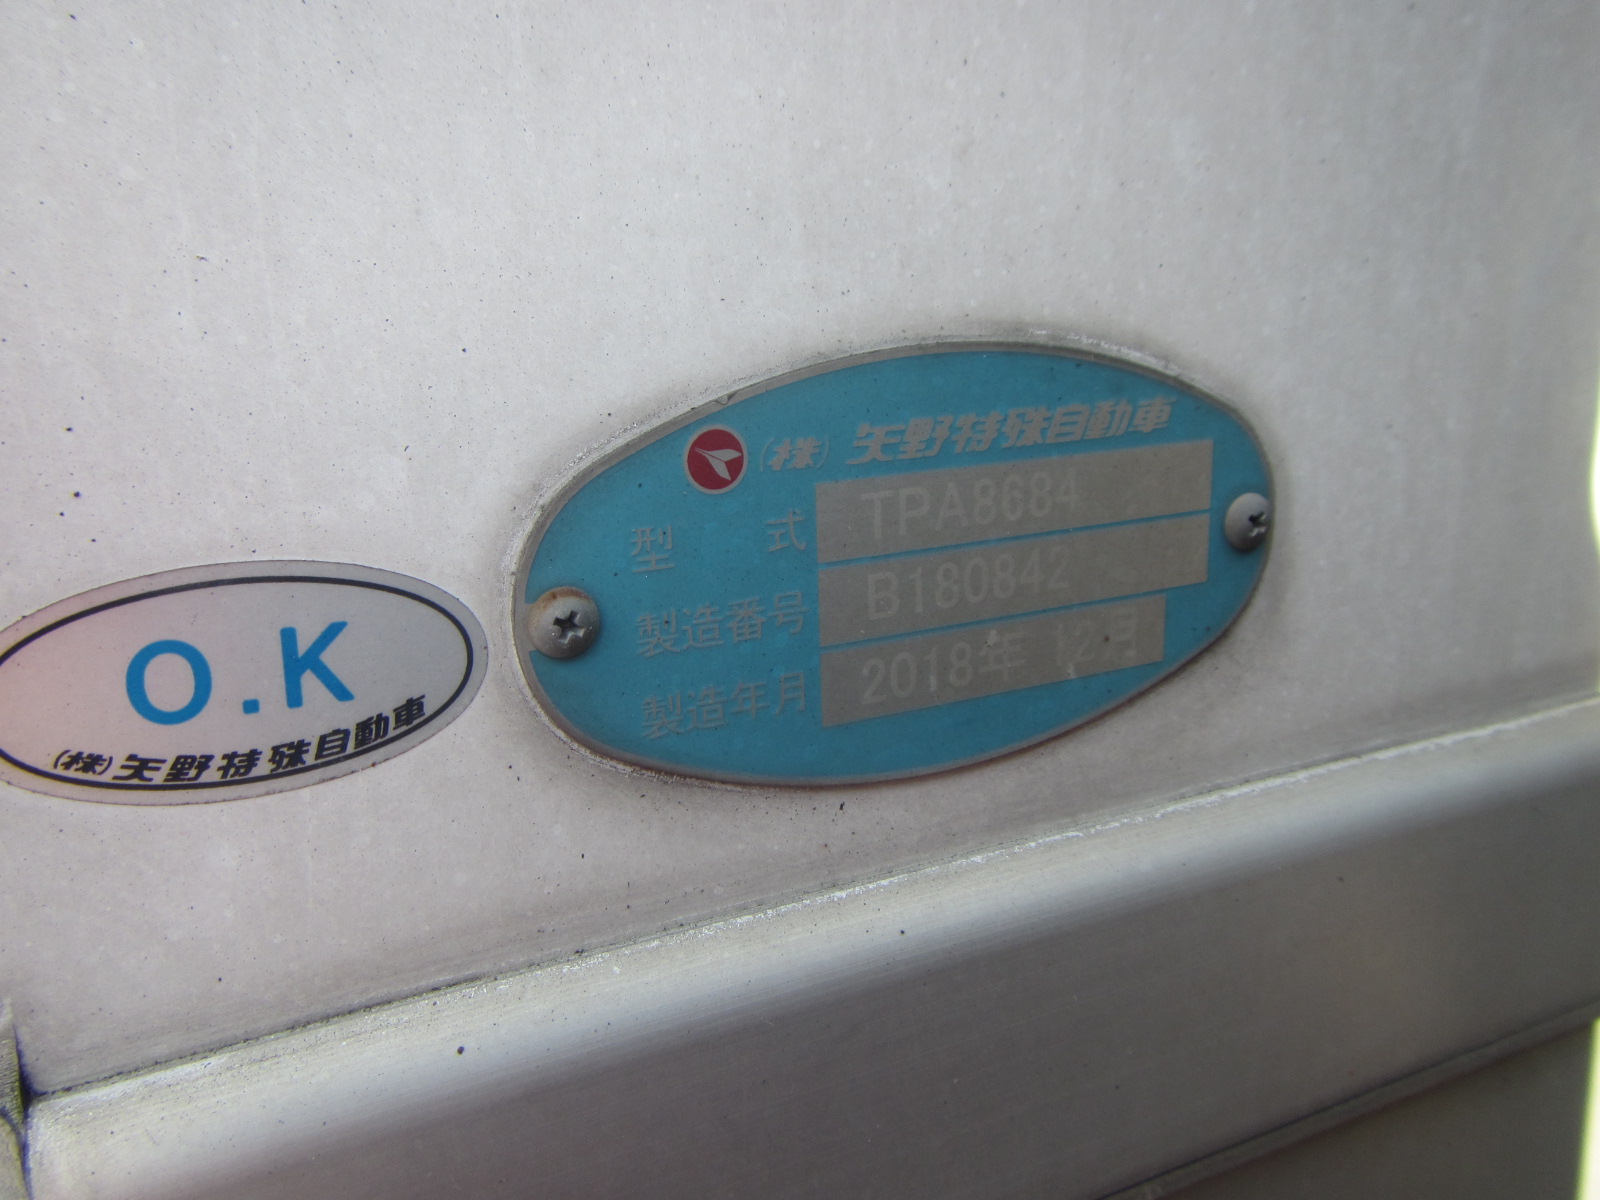 (株) 矢野特殊自動車
型式 TPA8684
製造番号 B180842
製造年月 2018年 12月
O.K
(株) 矢野特殊自動車